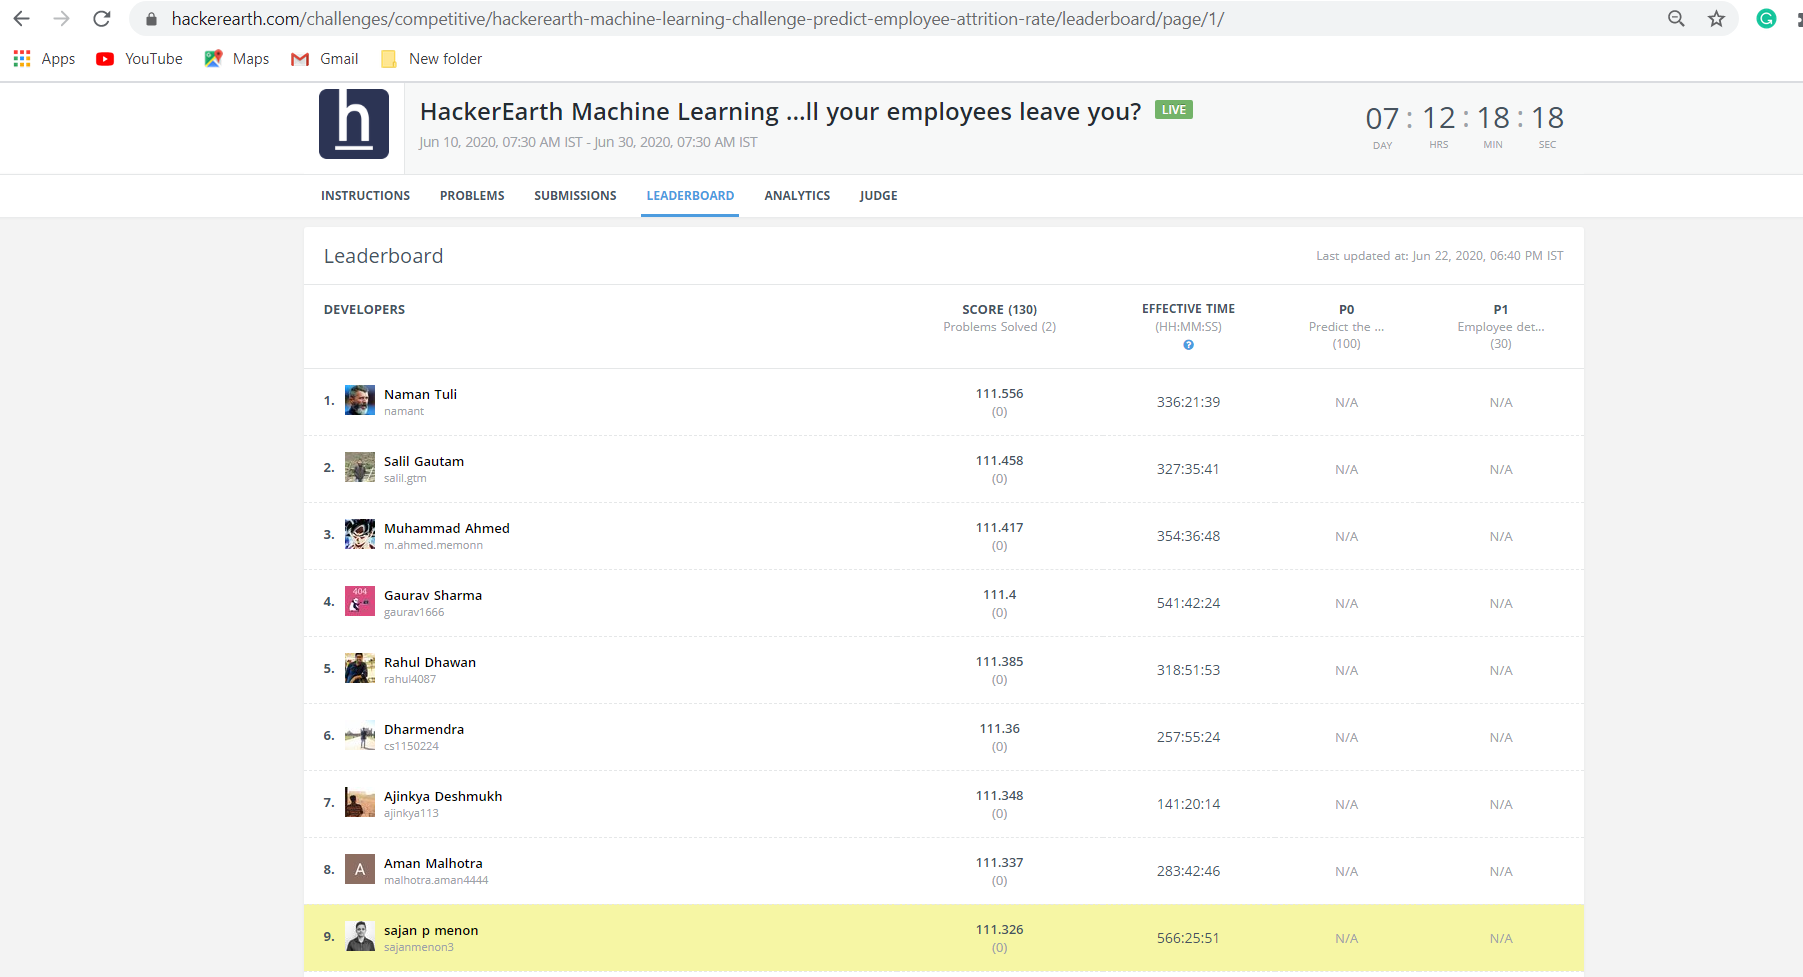 hackerearth.com/challenges/competitive/hackerearth-machine-learning-challenge-predict-employee-attrition-rate/leaderboard/page/1/
Apps YouTube Maps Gmail New folder
h
HackerEarth Machine Learning ...ll your employees leave you? LIVE
Jun 10, 2020, 07:30 AM IST - Jun 30, 2020, 07:30 AM IST
07 : 12 : 18 : 18
DAY HRS MIN SEC
INSTRUCTIONS PROBLEMS SUBMISSIONS LEADERBOARD ANALYTICS JUDGE
Leaderboard Last updated at: Jun 22, 2020, 06:40 PM IST
DEVELOPERS SCORE (130) EFFECTIVE TIME P0 P1
Problems Solved (2) (HH:MM:SS) Predict the ... Employee det...
? (100) (30)
1. Naman Tuli 111.556 336:21:39 N/A N/A
namant (0)
2. Salil Gautam 111.458 327:35:41 N/A N/A
salil.gtm (0)
3. Muhammad Ahmed 111.417 354:36:48 N/A N/A
m.ahmed.memonn (0)
4. 404 Gaurav Sharma 111.4 541:42:24 N/A N/A
gaurav1666 (0)
5. Rahul Dhawan 111.385 318:51:53 N/A N/A
rahul4087 (0)
6. Dharmendra 111.36 257:55:24 N/A N/A
cs1150224 (0)
7. Ajinkya Deshmukh 111.348 141:20:14 N/A N/A
ajinkya113 (0)
8. A Aman Malhotra 111.337 283:42:46 N/A N/A
malhotra.aman4444 (0)
9. sajan p menon 111.326 566:25:51 N/A N/A
sajanmenon3 (0)